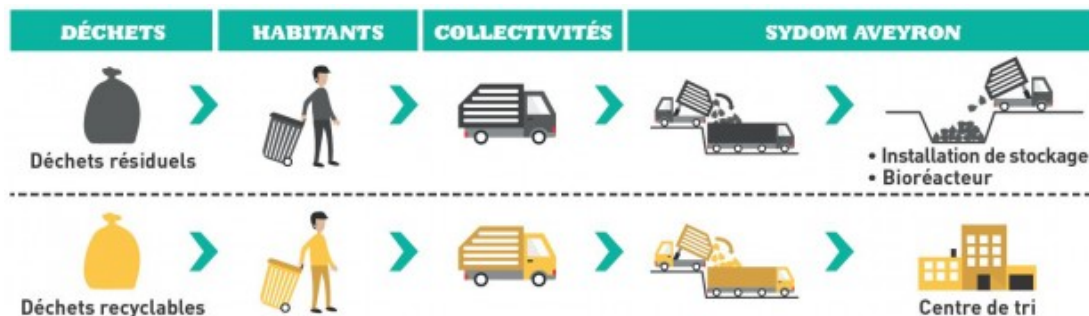 DÉCHETS
HABITANTS
COLLECTIVITÉS
SYDOM AVEYRON
Déchets résiduels
• Installation de stockage
• Bioréacteur
Déchets recyclables
Centre de tri